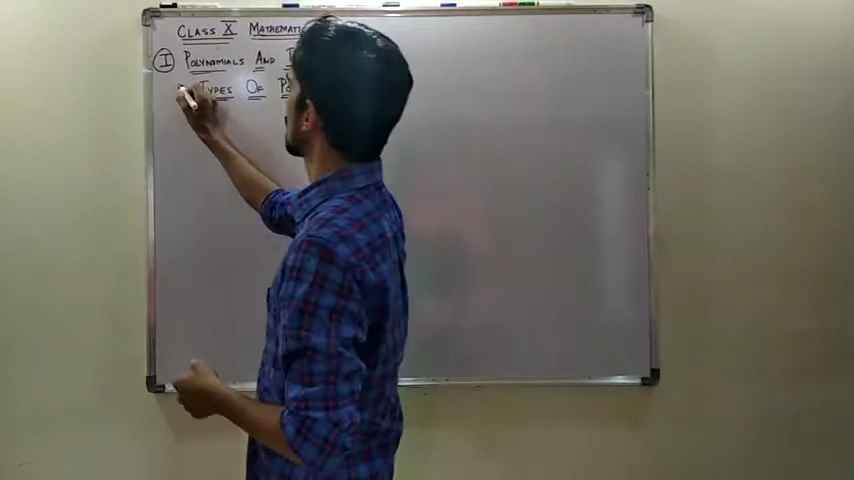 CLASS X MATHEMAT
I POLYNOMIALS AND
TYPES OF